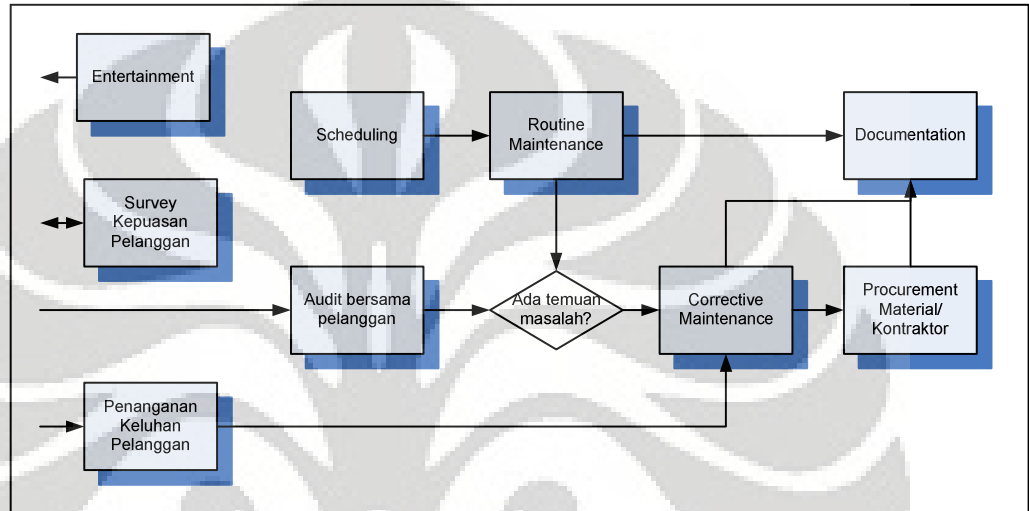 Entertainment
Scheduling
Routine
Maintenance
Documentation
Survey
Kepuasan
Pelanggan
Audit bersama
pelanggan
Ada temuan
masalah?
Corrective
Maintenance
Procurement
Material/
Kontraktor
Penanganan
Keluhan
Pelanggan